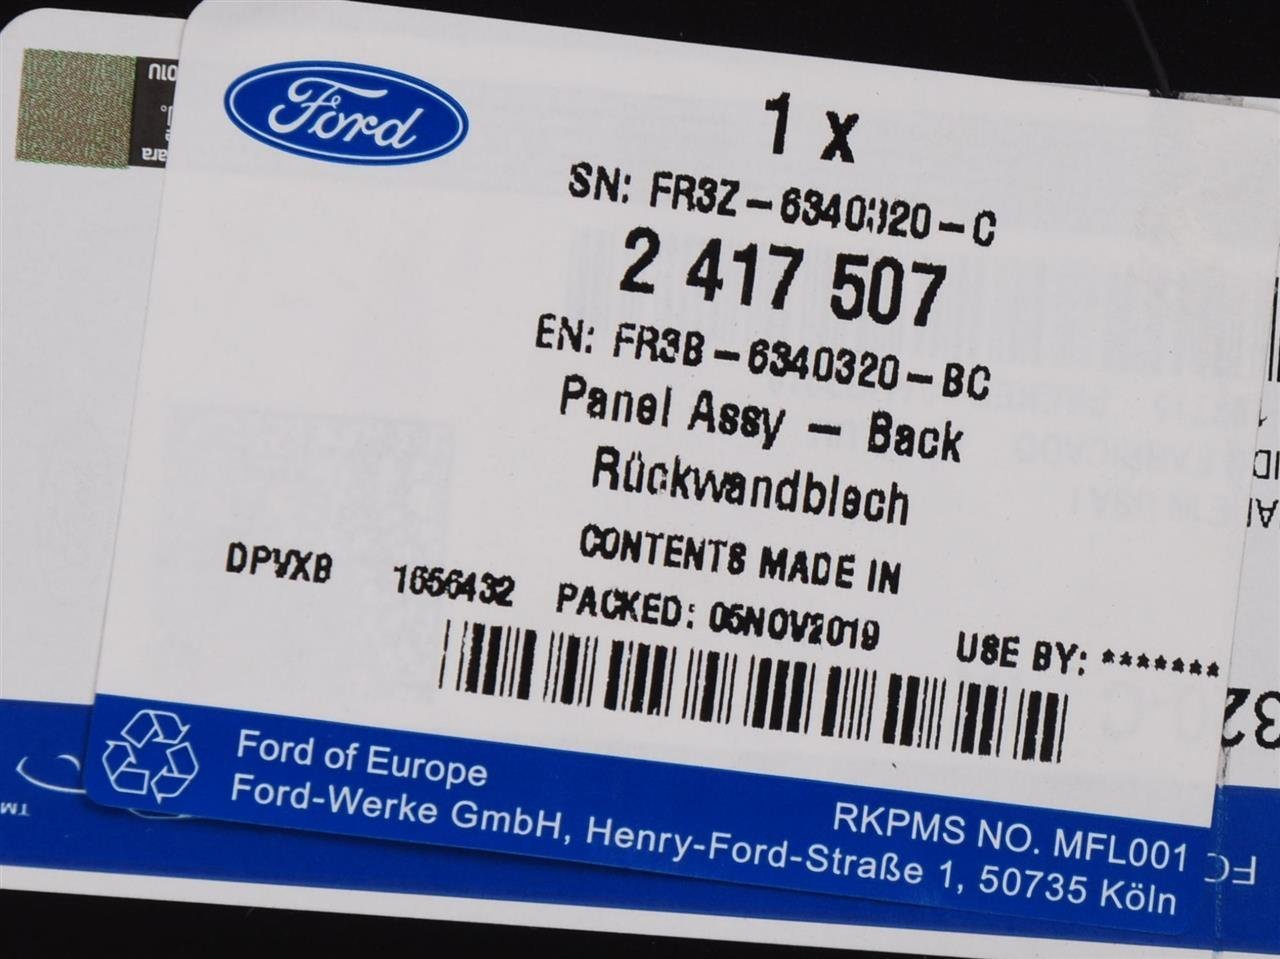 Ford
1 x
SN: FR3Z-6340320-C
2 417 507
EN: FR3B-6340320-BC
Panel Assy - Back
Rückwandblech
CONTENTS MADE IN
DPVXB 1656432 PACKED: 05NOV2019 USE BY: *******
Ford of Europe
RKPMS NO. MFL001
Ford-Werke GmbH, Henry-Ford-Straße 1, 50735 Köln
TM